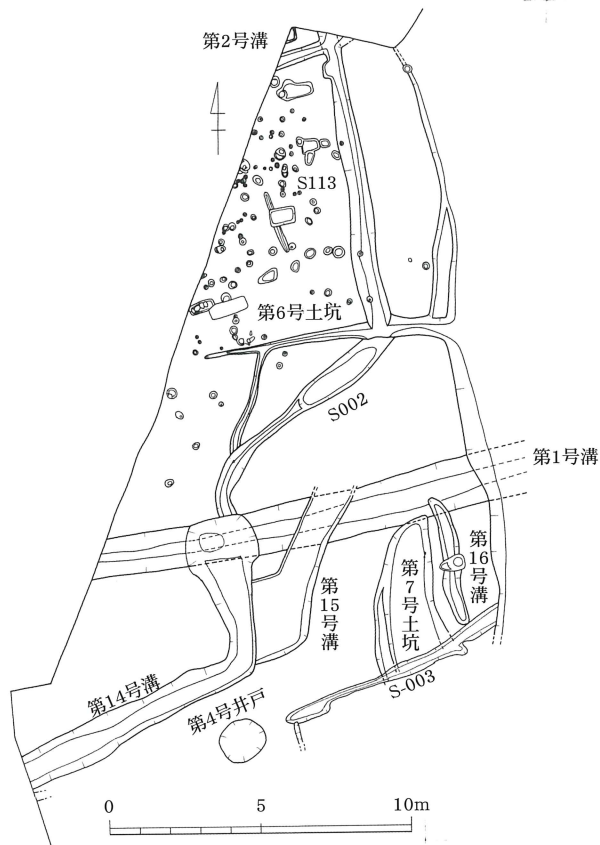 第2号溝
S113
第6号土坑
S002
第1号溝
第16号溝
第7号土坑
第15号溝
S-003
第14号溝
第4号井戸
0 5 10m